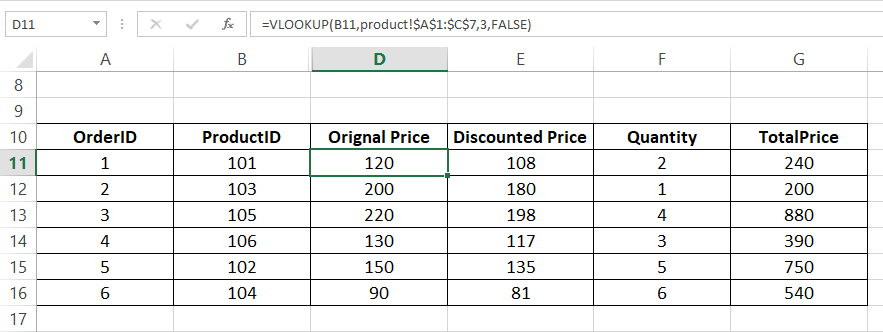 D11 fx =VLOOKUP(B11,product!$A$1:$C$7,3,FALSE)
A B D E F G
8
9
10 OrderID ProductID Orignal Price Discounted Price Quantity TotalPrice
11 1 101 120 108 2 240
12 2 103 200 180 1 200
13 3 105 220 198 4 880
14 4 106 130 117 3 390
15 5 102 150 135 5 750
16 6 104 90 81 6 540
17